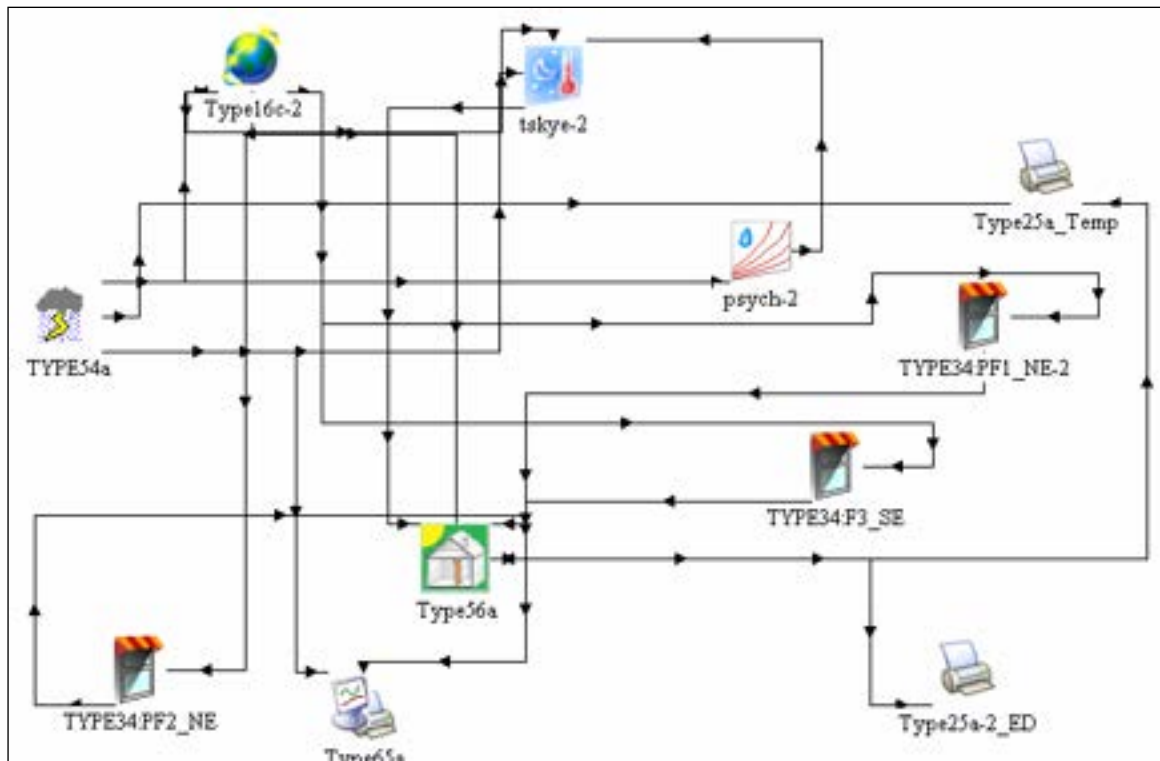 Type16c-2
tskye-2
Type25a_Temp
psych-2
TYPE54a
TYPE34:PF1_NE-2
TYPE34:F3_SE
Type56a
TYPE34:PF2_NE
Type25a-2_ED
Type65a